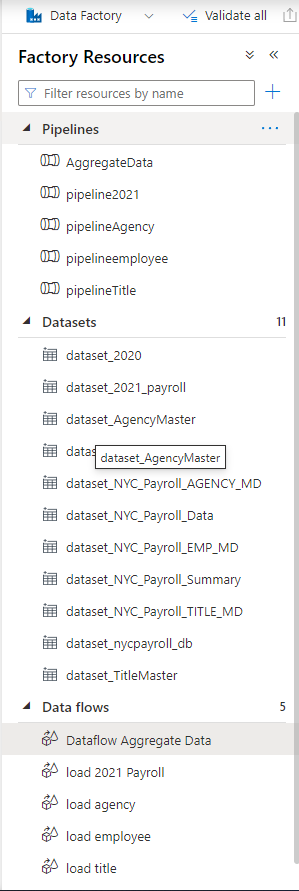 Data Factory
Validate all
Factory Resources
Filter resources by name
Pipelines
AggregateData
pipeline2021
pipelineAgency
pipelineemployee
pipelineTitle
Datasets 11
dataset_2020
dataset_2021_payroll
dataset_AgencyMaster
dataset_AgencyMaster
dataset_NYC_Payroll_AGENCY_MD
dataset_NYC_Payroll_Data
dataset_NYC_Payroll_EMP_MD
dataset_NYC_Payroll_Summary
dataset_NYC_Payroll_TITLE_MD
dataset_nycpayroll_db
dataset_TitleMaster
Data flows 5
Dataflow Aggregate Data
load 2021 Payroll
load agency
load employee
load title